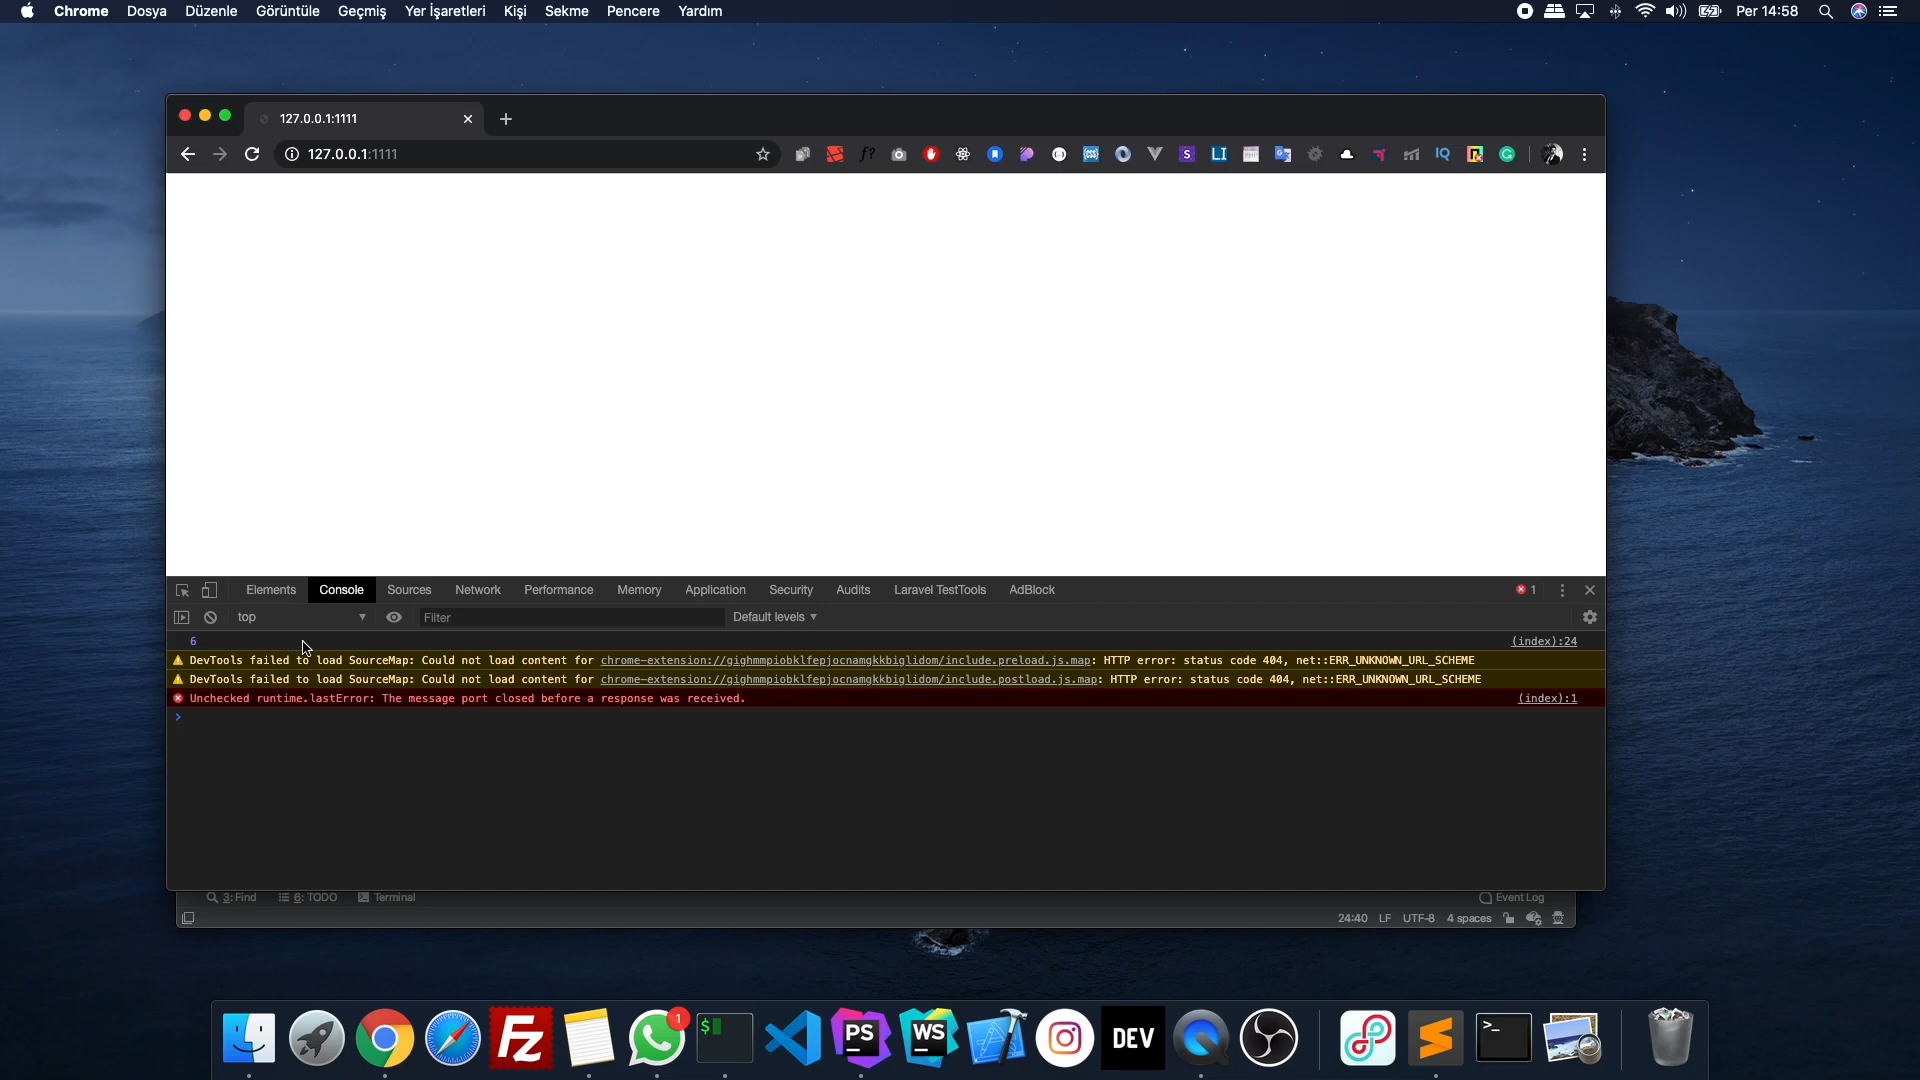 Chrome Dosya Düzenle Görüntüle Geçmiş Yer İşaretleri Kişi Sekme Pencere Yardım Per 14:58
127.0.0.1:1111
127.0.0.1:1111
Elements Console Sources Network Performance Memory Application Security Audits Laravel TestTools AdBlock 1
top Filter Default levels
6 (index):24
DevTools failed to load SourceMap: Could not load content for chrome-extension://gighmmpiobklfepjocnamgkkbiglidom/include.preload.js.map: HTTP error: status code 404, net::ERR_UNKNOWN_URL_SCHEME
DevTools failed to load SourceMap: Could not load content for chrome-extension://gighmmpiobklfepjocnamgkkbiglidom/include.postload.js.map: HTTP error: status code 404, net::ERR_UNKNOWN_URL_SCHEME
Unchecked runtime.lastError: The message port closed before a response was received. (index):1
3: Find 6: TODO Terminal Event Log
24:40 LF UTF-8 4 spaces
Fz 1 $ PS WS DEV >_